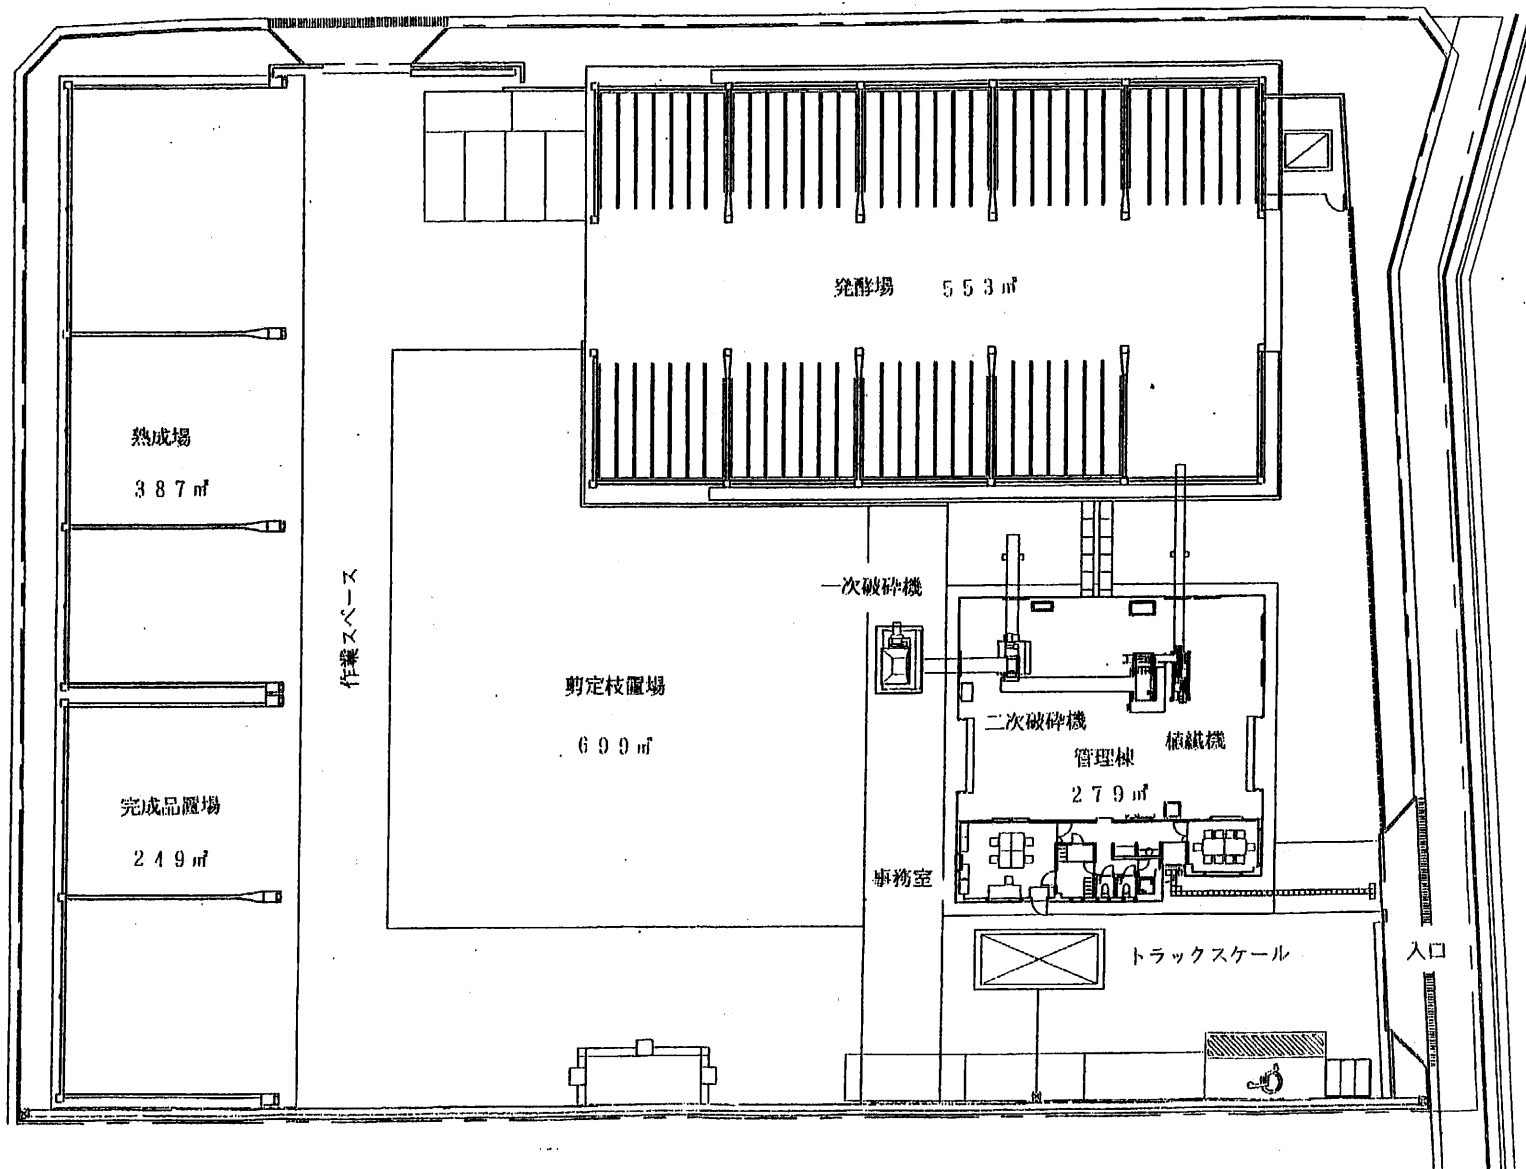 発酵場 553㎡
熟成場
387㎡
作業スペース
一次破砕機
剪定枝置場
699㎡
二次破砕機
植繊機
管理棟
279㎡
完成品置場
249㎡
事務室
トラックスケール
入口